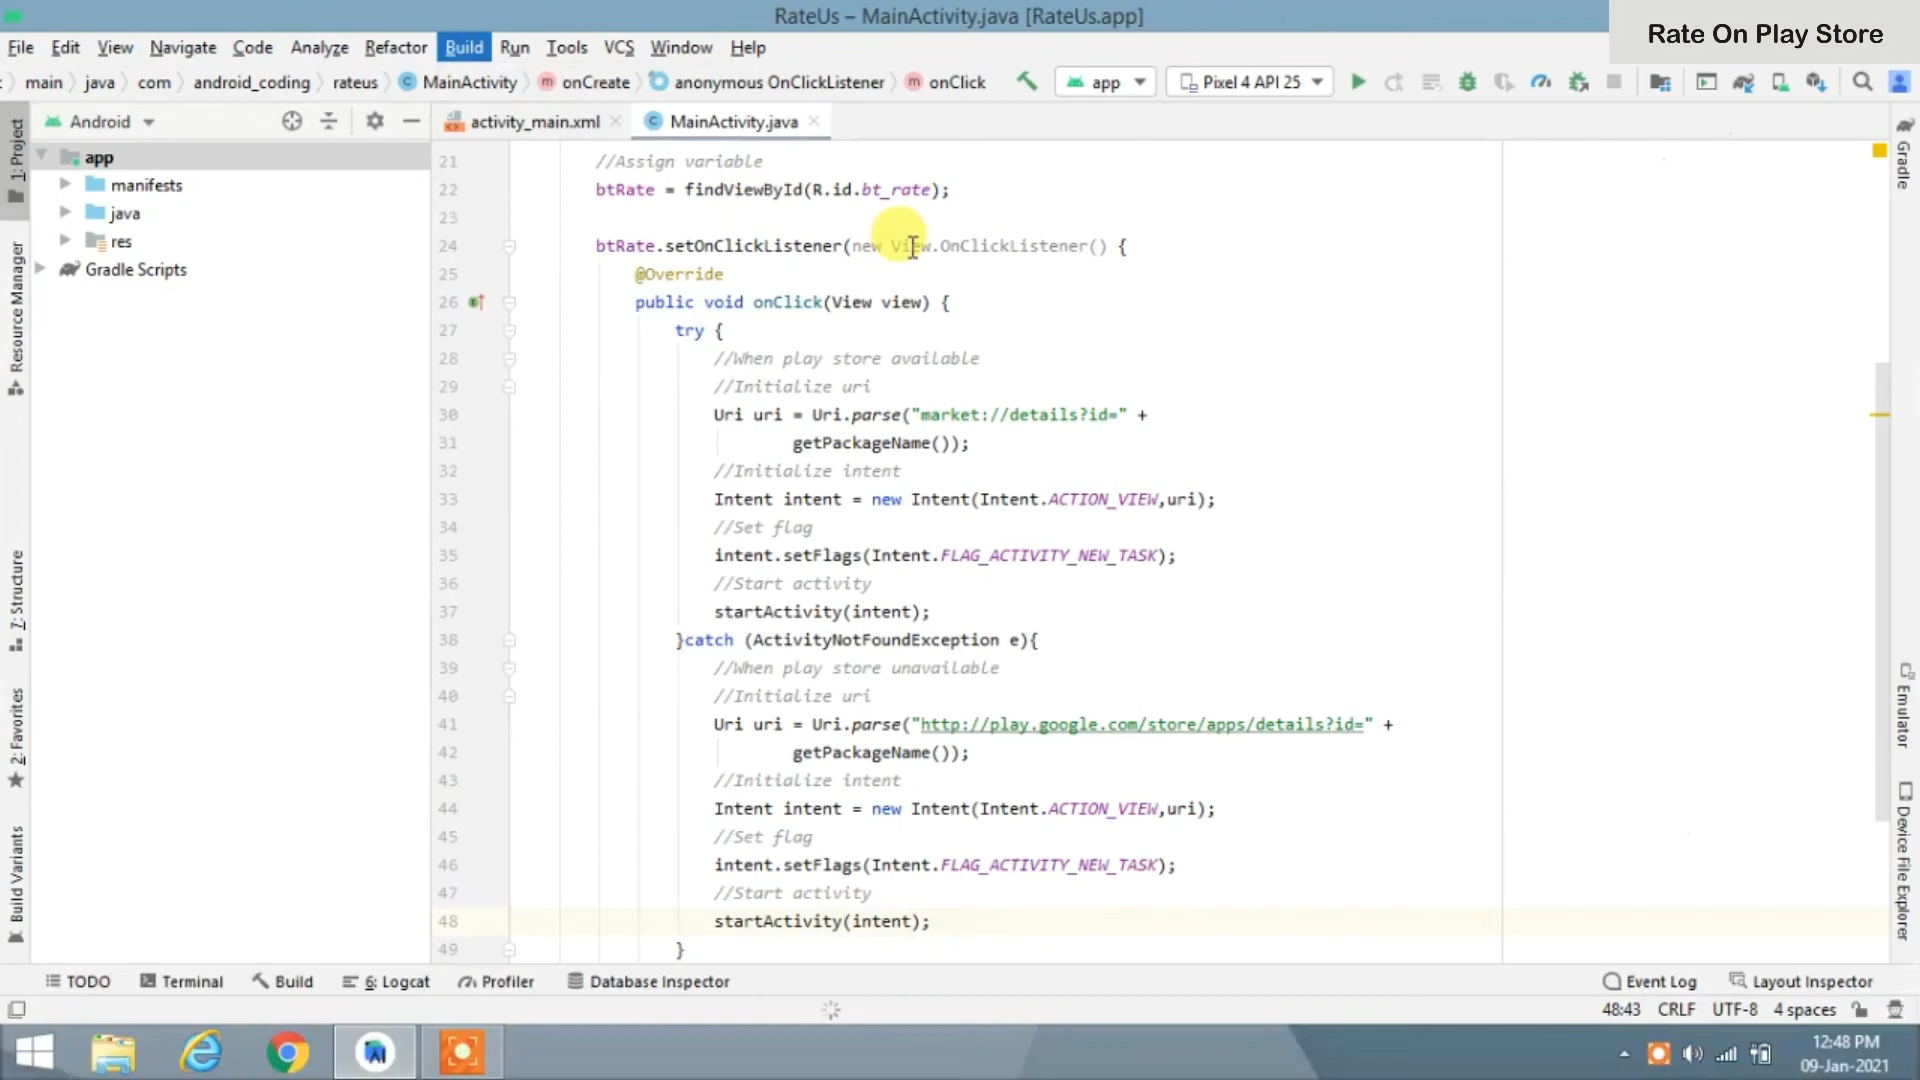 RateUs – MainActivity.java [RateUs.app]
Rate On Play Store
File Edit View Navigate Code Analyze Refactor Build Run Tools VCS Window Help
main java com android_coding rateus MainActivity onCreate anonymous OnClickListener onClick app Pixel 4 API 25
Android
activity_main.xml
MainActivity.java
app
manifests
java
res
Gradle Scripts
1: Project
Resource Manager
7: Structure
2: Favorites
Build Variants
21 //Assign variable
22 btRate = findViewById(R.id.bt_rate);
23
24 btRate.setOnClickListener(new View.OnClickListener() {
25 @Override
26 public void onClick(View view) {
27 try {
28 //When play store available
29 //Initialize uri
30 Uri uri = Uri.parse("market://details?id=" +
31 getPackageName());
32 //Initialize intent
33 Intent intent = new Intent(Intent.ACTION_VIEW,uri);
34 //Set flag
35 intent.setFlags(Intent.FLAG_ACTIVITY_NEW_TASK);
36 //Start activity
37 startActivity(intent);
38 }catch (ActivityNotFoundException e){
39 //When play store unavailable
40 //Initialize uri
41 Uri uri = Uri.parse("http://play.google.com/store/apps/details?id=" +
42 getPackageName());
43 //Initialize intent
44 Intent intent = new Intent(Intent.ACTION_VIEW,uri);
45 //Set flag
46 intent.setFlags(Intent.FLAG_ACTIVITY_NEW_TASK);
47 //Start activity
48 startActivity(intent);
49 }
Gradle
Emulator
Device File Explorer
TODO Terminal Build 6: Logcat Profiler Database Inspector Event Log Layout Inspector
48:43 CRLF UTF-8 4 spaces
12:48 PM
09-Jan-2021